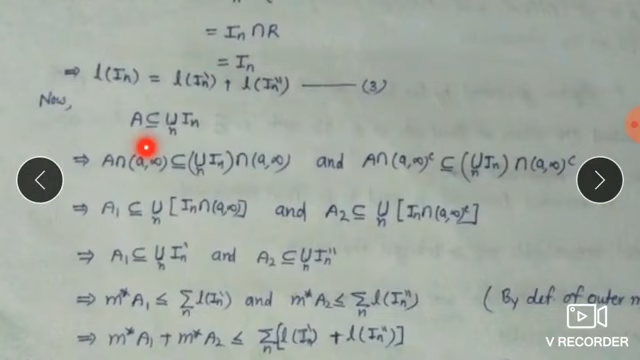 = In ∩ R
= In
⇒ l(In) = l(In') + l(In'') —— (3)
Now,
A ⊆ ∪n In
⇒ A∩(a,∞) ⊆ (∪n In) ∩ (a,∞) and A∩(a,∞)^c ⊆ (∪n In) ∩ (a,∞)^c
⇒ A1 ⊆ ∪n [In∩(a,∞)] and A2 ⊆ ∪n [In∩(a,∞)^c]
⇒ A1 ⊆ ∪n In' and A2 ⊆ ∪n In''
⇒ m*A1 ≤ Σn l(In') and m*A2 ≤ Σn l(In'') (By def. of outer m
⇒ m*A1 + m*A2 ≤ Σn [l(In') + l(In'')]
V RECORDER